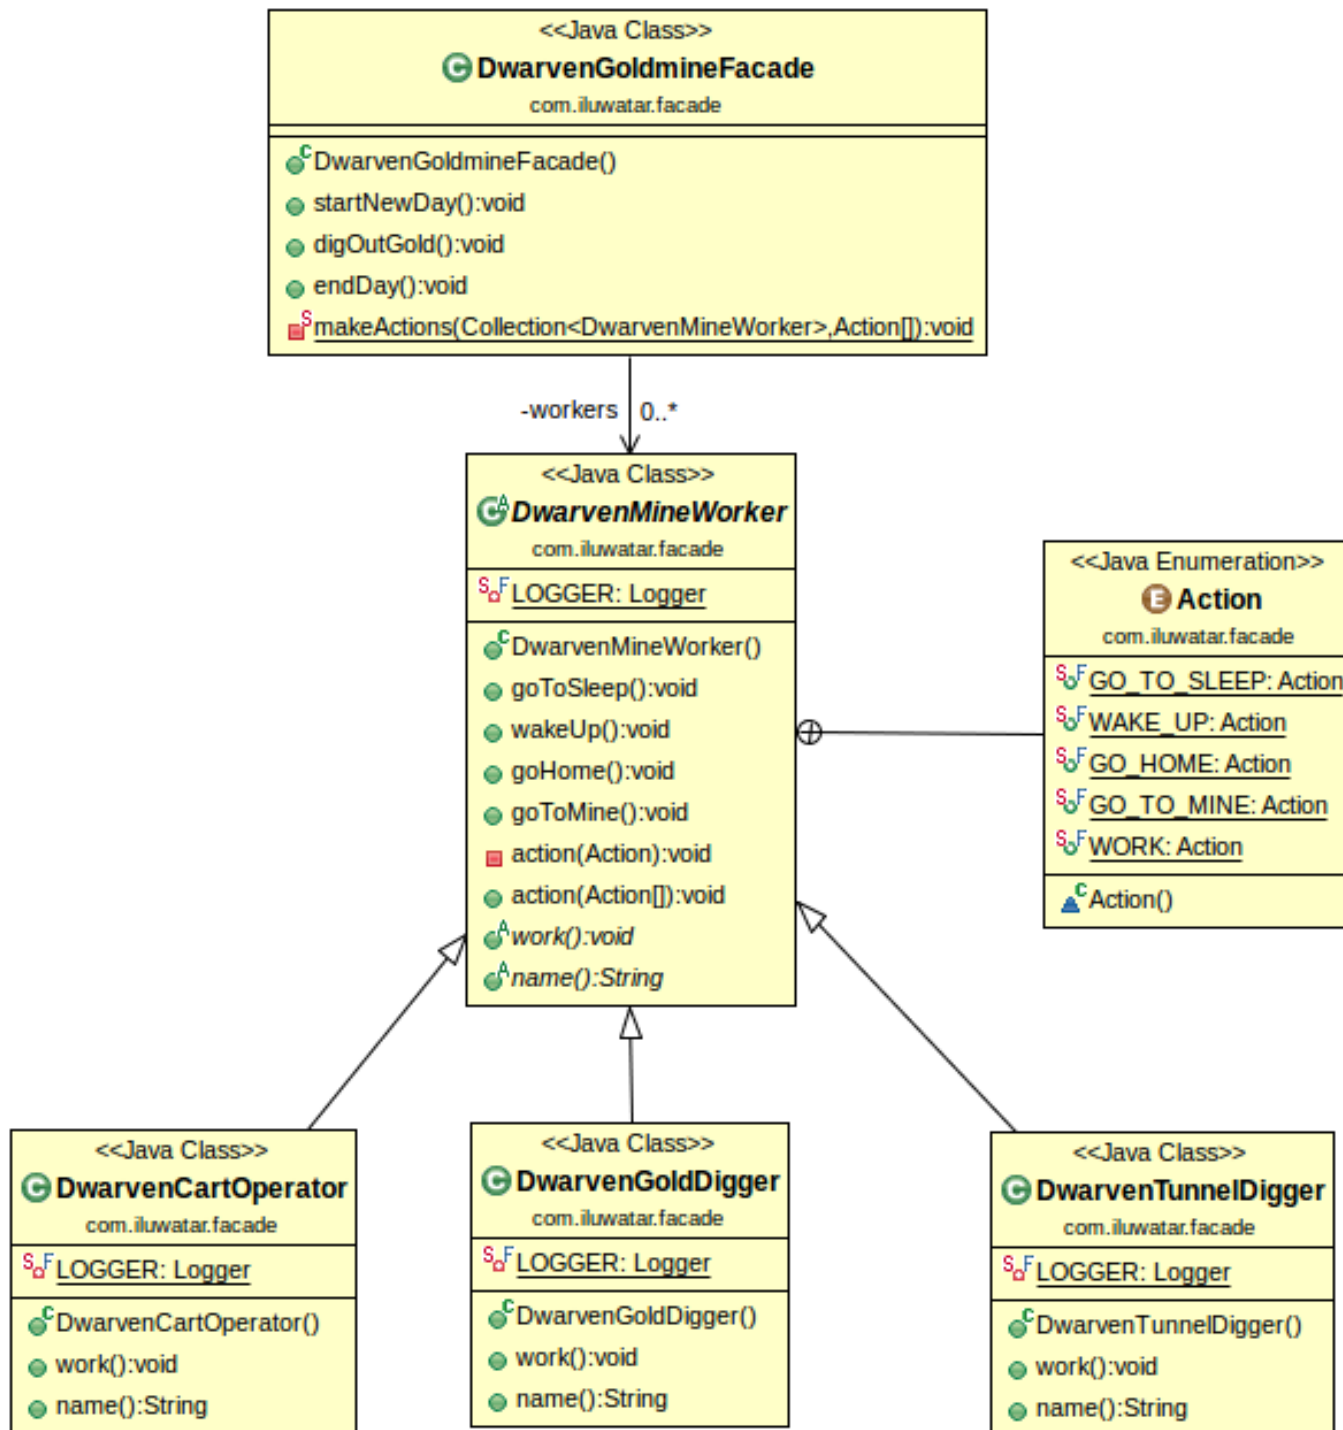 <<Java Class>>
DwarvenGoldmineFacade
com.iluwatar.facade
DwarvenGoldmineFacade()
startNewDay():void
digOutGold():void
endDay():void
makeActions(Collection<DwarvenMineWorker>,Action[]):void
-workers 0..*
<<Java Class>>
DwarvenMineWorker
com.iluwatar.facade
LOGGER: Logger
DwarvenMineWorker()
goToSleep():void
wakeUp():void
goHome():void
goToMine():void
action(Action):void
action(Action[]):void
work():void
name():String
<<Java Enumeration>>
Action
com.iluwatar.facade
GO_TO_SLEEP: Action
WAKE_UP: Action
GO_HOME: Action
GO_TO_MINE: Action
WORK: Action
Action()
<<Java Class>>
DwarvenCartOperator
com.iluwatar.facade
LOGGER: Logger
DwarvenCartOperator()
work():void
name():String
<<Java Class>>
DwarvenGoldDigger
com.iluwatar.facade
LOGGER: Logger
DwarvenGoldDigger()
work():void
name():String
<<Java Class>>
DwarvenTunnelDigger
com.iluwatar.facade
LOGGER: Logger
DwarvenTunnelDigger()
work():void
name():String